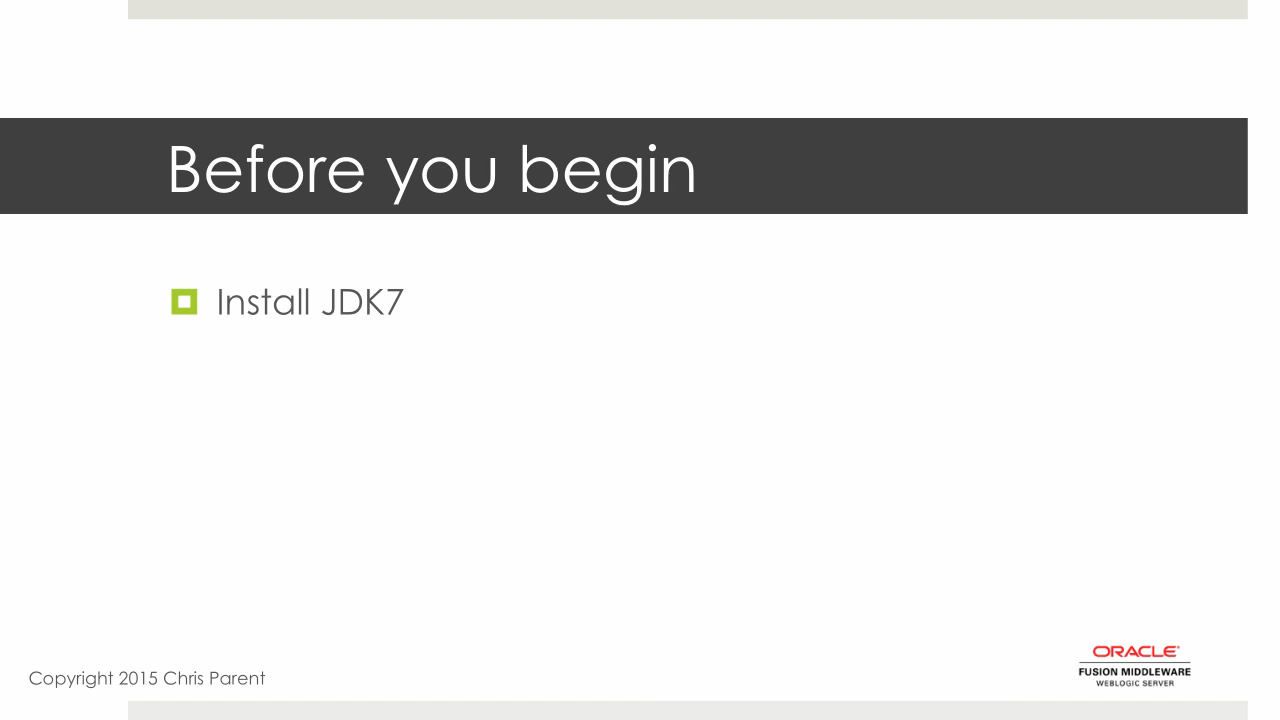 Before you begin
Install JDK7
Copyright 2015 Chris Parent
ORACLE
FUSION MIDDLEWARE
WEBLOGIC SERVER